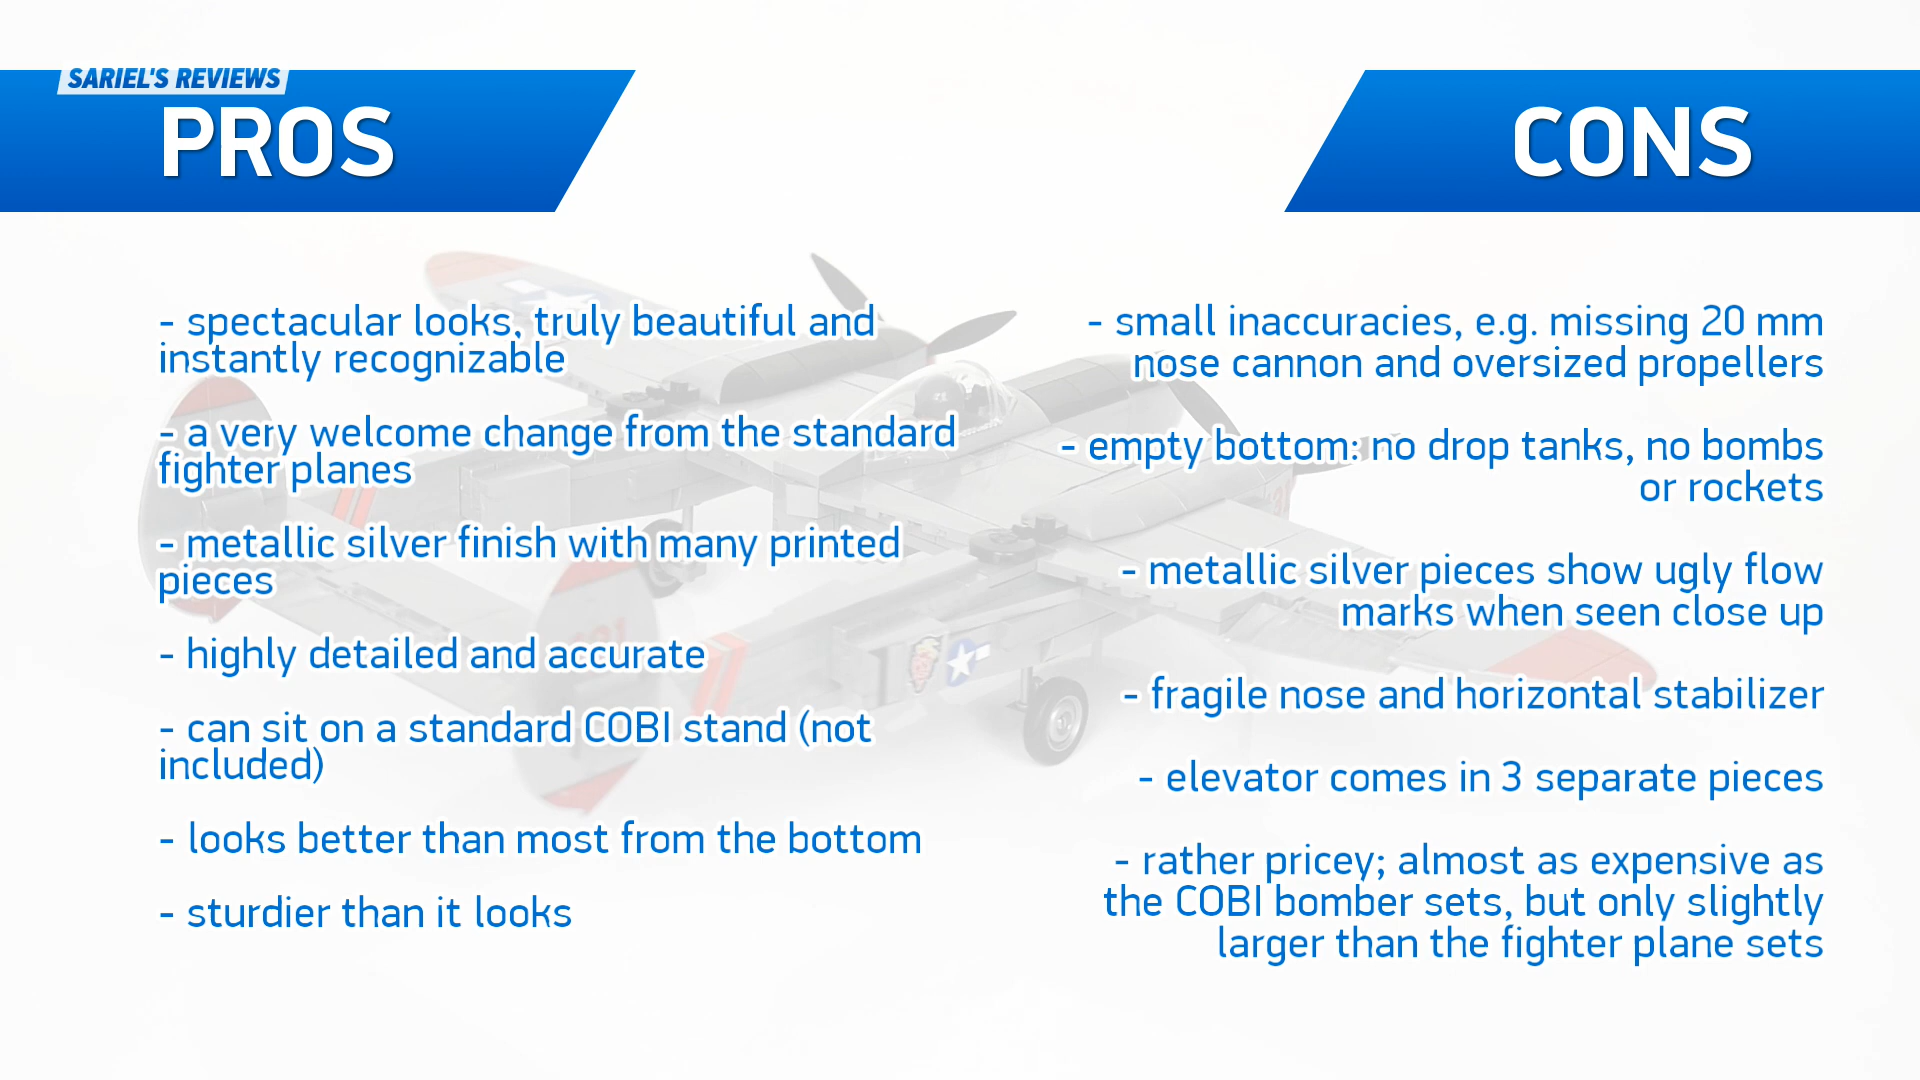 SARIEL'S REVIEWS
PROS
- spectacular looks, truly beautiful and
instantly recognizable
- a very welcome change from the standard
fighter planes
- metallic silver finish with many printed
pieces
- highly detailed and accurate
- can sit on a standard COBI stand (not
included)
- looks better than most from the bottom
- sturdier than it looks
CONS
- small inaccuracies, e.g. missing 20 mm
nose cannon and oversized propellers
- empty bottom: no drop tanks, no bombs
or rockets
- metallic silver pieces show ugly flow
marks when seen close up
- fragile nose and horizontal stabilizer
- elevator comes in 3 separate pieces
- rather pricey; almost as expensive as
the COBI bomber sets, but only slightly
larger than the fighter plane sets